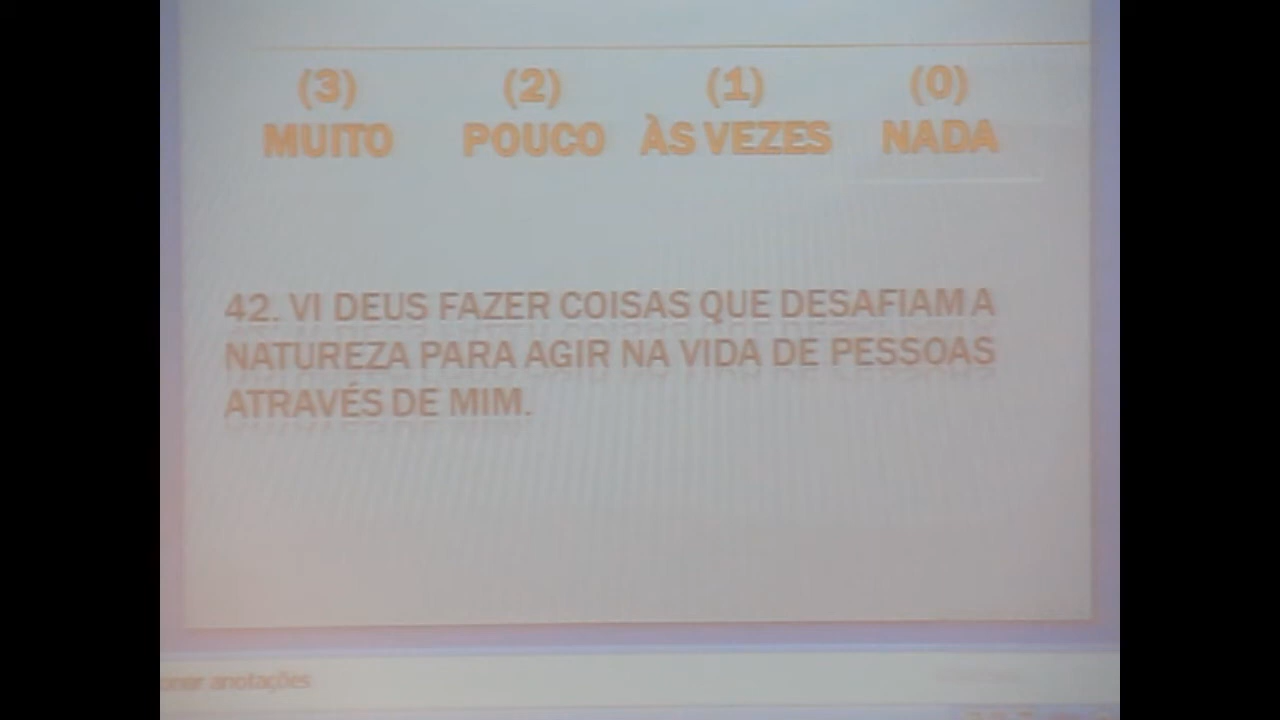 (3) (2) (1) (0)
MUITO POUCO ÀS VEZES NADA
42. VI DEUS FAZER COISAS QUE DESAFIAM A
NATUREZA PARA AGIR NA VIDA DE PESSOAS
ATRAVÉS DE MIM.
anotações